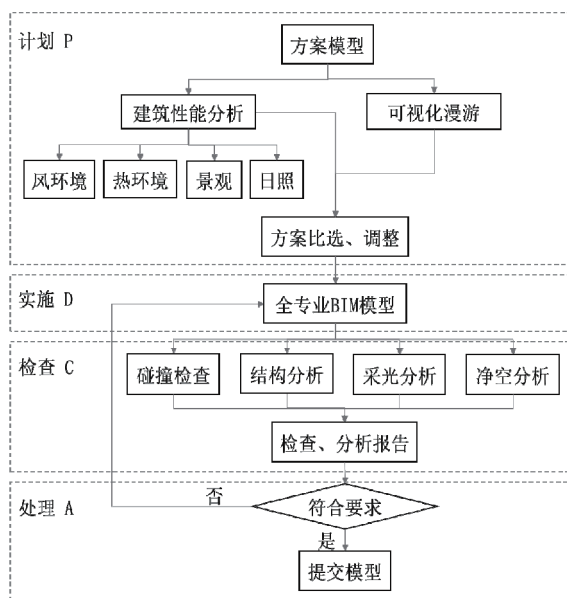 计划 P
方案模型
建筑性能分析
可视化漫游
风环境
热环境
景观
日照
方案比选、调整
实施 D
全专业BIM模型
检查 C
碰撞检查
结构分析
采光分析
净空分析
检查、分析报告
处理 A
否
符合要求
是
提交模型